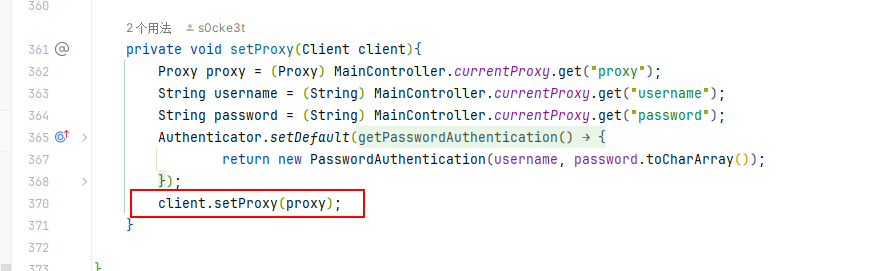 360
2个用法 s0cke3t
361 @ private void setProxy(Client client){
362 Proxy proxy = (Proxy) MainController.currentProxy.get("proxy");
363 String username = (String) MainController.currentProxy.get("username");
364 String password = (String) MainController.currentProxy.get("password");
365 Authenticator.setDefault(getPasswordAuthentication() → {
367 return new PasswordAuthentication(username, password.toCharArray());
368 });
370 client.setProxy(proxy);
371 }
372
373 }